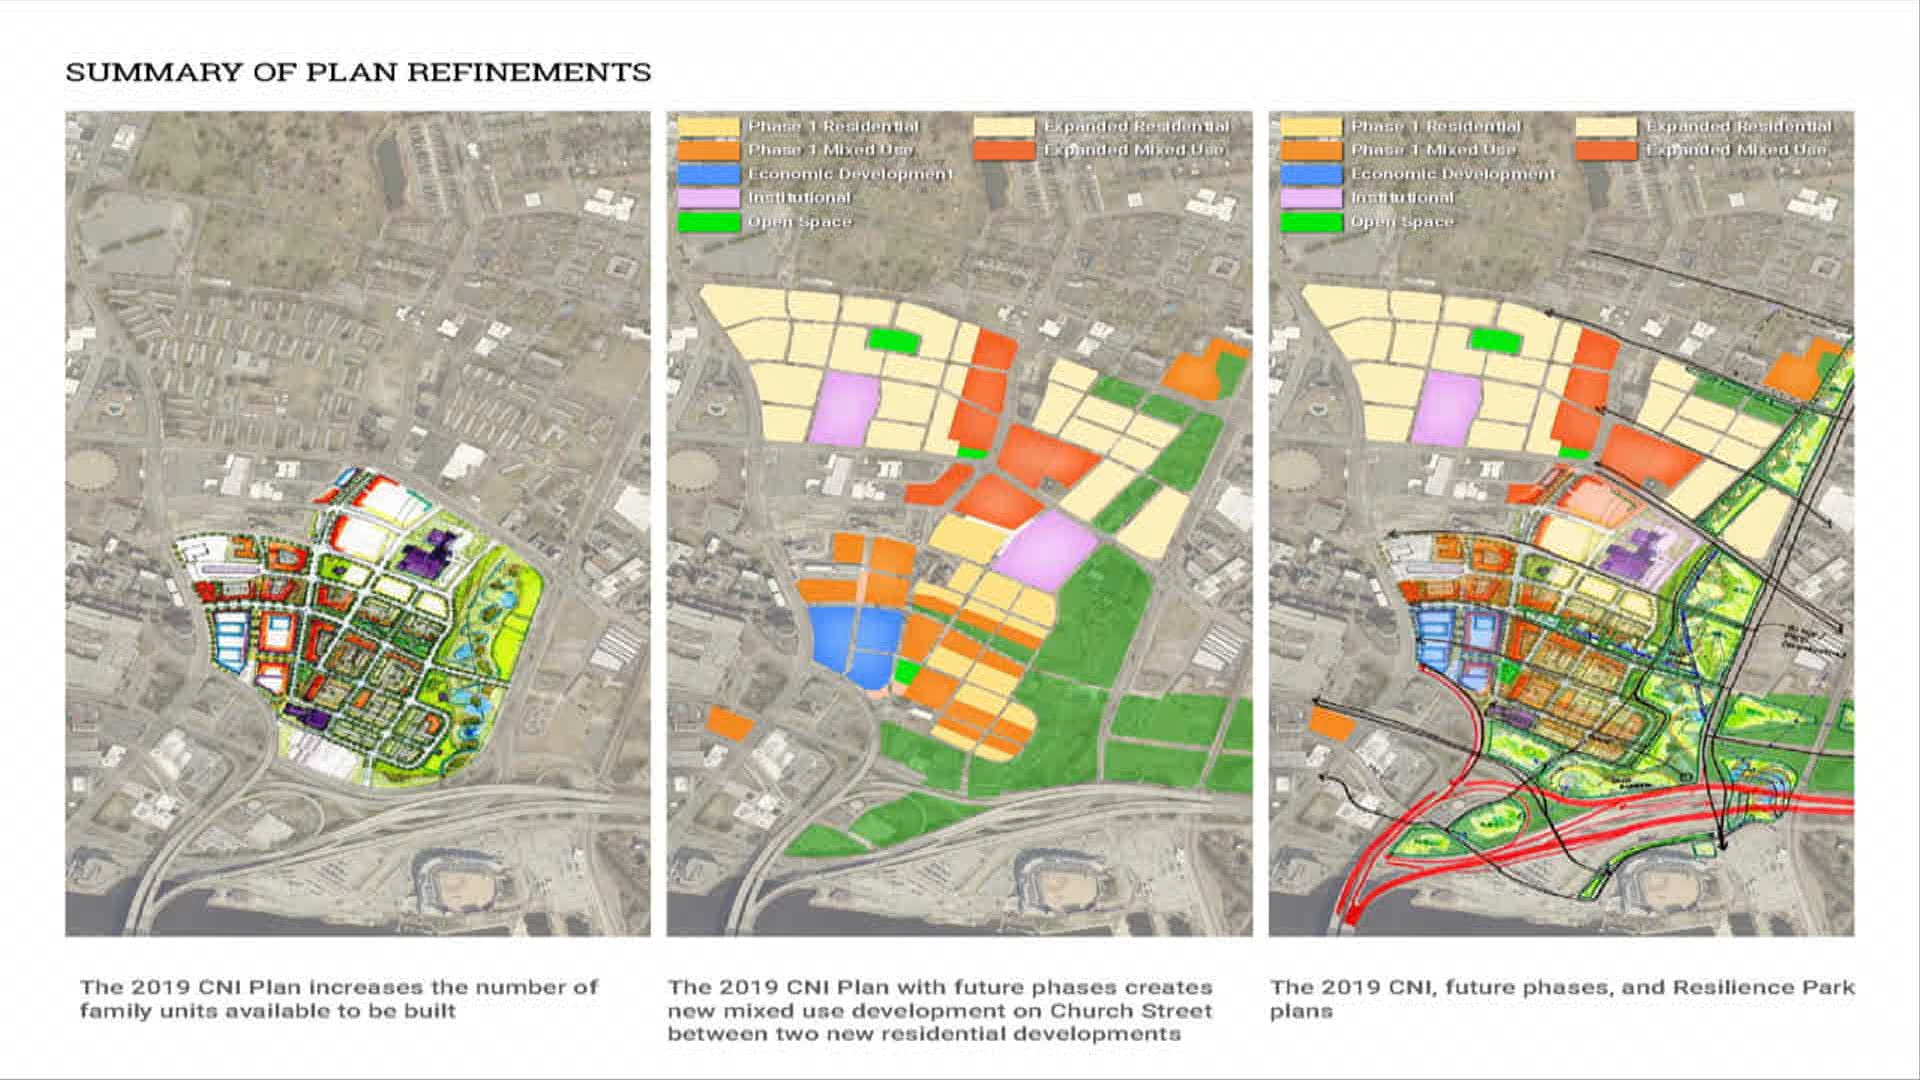 SUMMARY OF PLAN REFINEMENTS
Phase 1 Residential
Phase 1 Mixed Use
Economic Development
Institutional
Open Space
Expanded Residential
Expanded Mixed Use
Phase 1 Residential
Phase 1 Mixed Use
Economic Development
Institutional
Open Space
Expanded Residential
Expanded Mixed Use
The 2019 CNI Plan increases the number of
family units available to be built
The 2019 CNI Plan with future phases creates
new mixed use development on Church Street
between two new residential developments
The 2019 CNI, future phases, and Resilience Park
plans